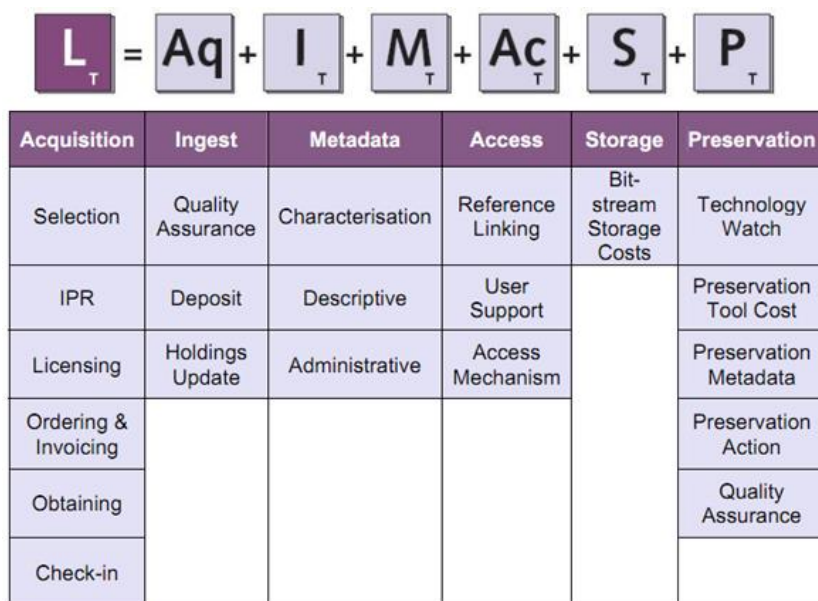 L T = Aq + I T + M T + Ac T + S T + P T
Acquisition Ingest Metadata Access Storage Preservation
Selection Quality Assurance Characterisation Reference Linking Bit-stream Storage Costs Technology Watch
IPR Deposit Descriptive User Support Preservation Tool Cost
Licensing Holdings Update Administrative Access Mechanism Preservation Metadata
Ordering & Invoicing Preservation Action
Obtaining Quality Assurance
Check-in